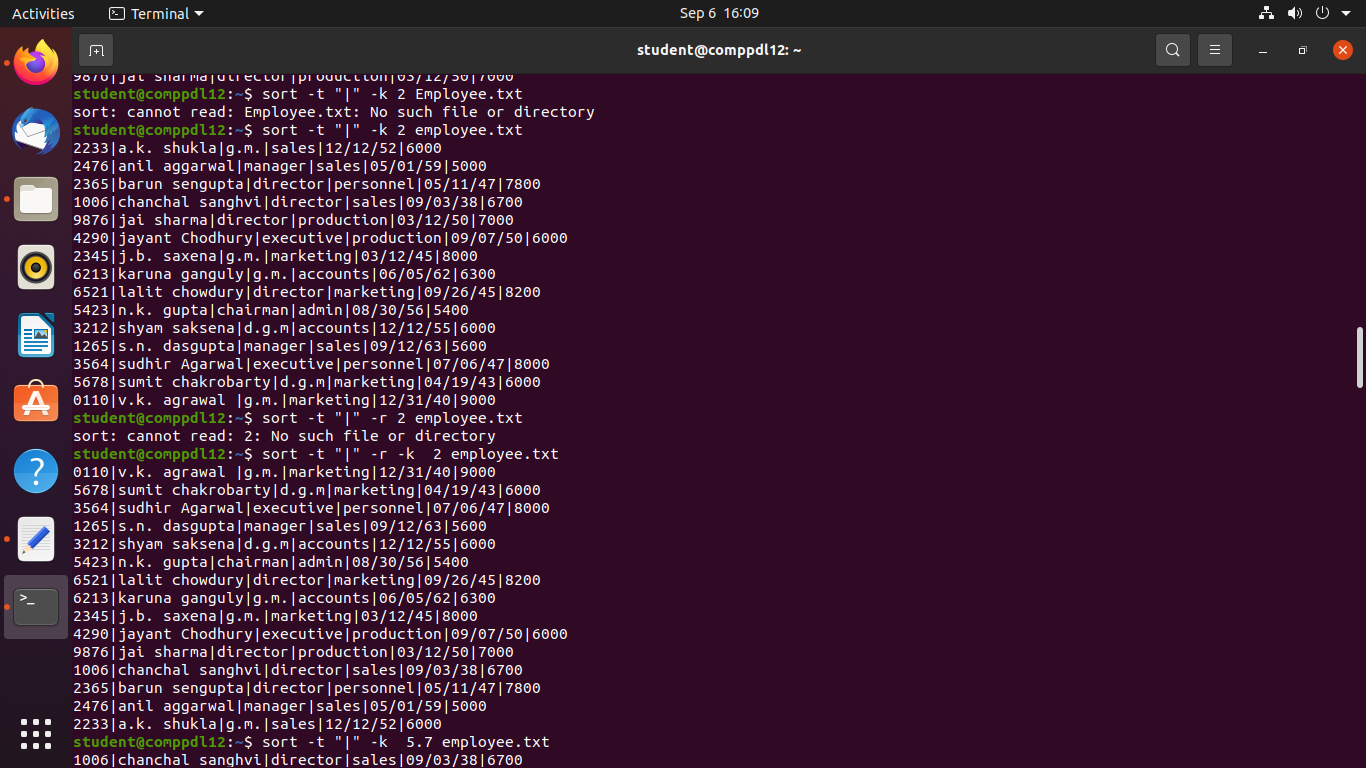 Activities
Terminal
Sep 6 16:09
student@comppdl12: ~
9876|jai sharma|director|production|03/12/50|7000
student@comppdl12:~$ sort -t "|" -k 2 Employee.txt
sort: cannot read: Employee.txt: No such file or directory
student@comppdl12:~$ sort -t "|" -k 2 employee.txt
2233|a.k. shukla|g.m.|sales|12/12/52|6000
2476|anil aggarwal|manager|sales|05/01/59|5000
2365|barun sengupta|director|personnel|05/11/47|7800
1006|chanchal sanghvi|director|sales|09/03/38|6700
9876|jai sharma|director|production|03/12/50|7000
4290|jayant Chodhury|executive|production|09/07/50|6000
2345|j.b. saxena|g.m.|marketing|03/12/45|8000
6213|karuna ganguly|g.m.|accounts|06/05/62|6300
6521|lalit chowdury|director|marketing|09/26/45|8200
5423|n.k. gupta|chairman|admin|08/30/56|5400
3212|shyam saksena|d.g.m|accounts|12/12/55|6000
1265|s.n. dasgupta|manager|sales|09/12/63|5600
3564|sudhir Agarwal|executive|personnel|07/06/47|8000
5678|sumit chakrobarty|d.g.m|marketing|04/19/43|6000
0110|v.k. agrawal |g.m.|marketing|12/31/40|9000
student@comppdl12:~$ sort -t "|" -r 2 employee.txt
sort: cannot read: 2: No such file or directory
student@comppdl12:~$ sort -t "|" -r -k  2 employee.txt
0110|v.k. agrawal |g.m.|marketing|12/31/40|9000
5678|sumit chakrobarty|d.g.m|marketing|04/19/43|6000
3564|sudhir Agarwal|executive|personnel|07/06/47|8000
1265|s.n. dasgupta|manager|sales|09/12/63|5600
3212|shyam saksena|d.g.m|accounts|12/12/55|6000
5423|n.k. gupta|chairman|admin|08/30/56|5400
6521|lalit chowdury|director|marketing|09/26/45|8200
6213|karuna ganguly|g.m.|accounts|06/05/62|6300
2345|j.b. saxena|g.m.|marketing|03/12/45|8000
4290|jayant Chodhury|executive|production|09/07/50|6000
9876|jai sharma|director|production|03/12/50|7000
1006|chanchal sanghvi|director|sales|09/03/38|6700
2365|barun sengupta|director|personnel|05/11/47|7800
2476|anil aggarwal|manager|sales|05/01/59|5000
2233|a.k. shukla|g.m.|sales|12/12/52|6000
student@comppdl12:~$ sort -t "|" -k  5.7 employee.txt
1006|chanchal sanghvi|director|sales|09/03/38|6700